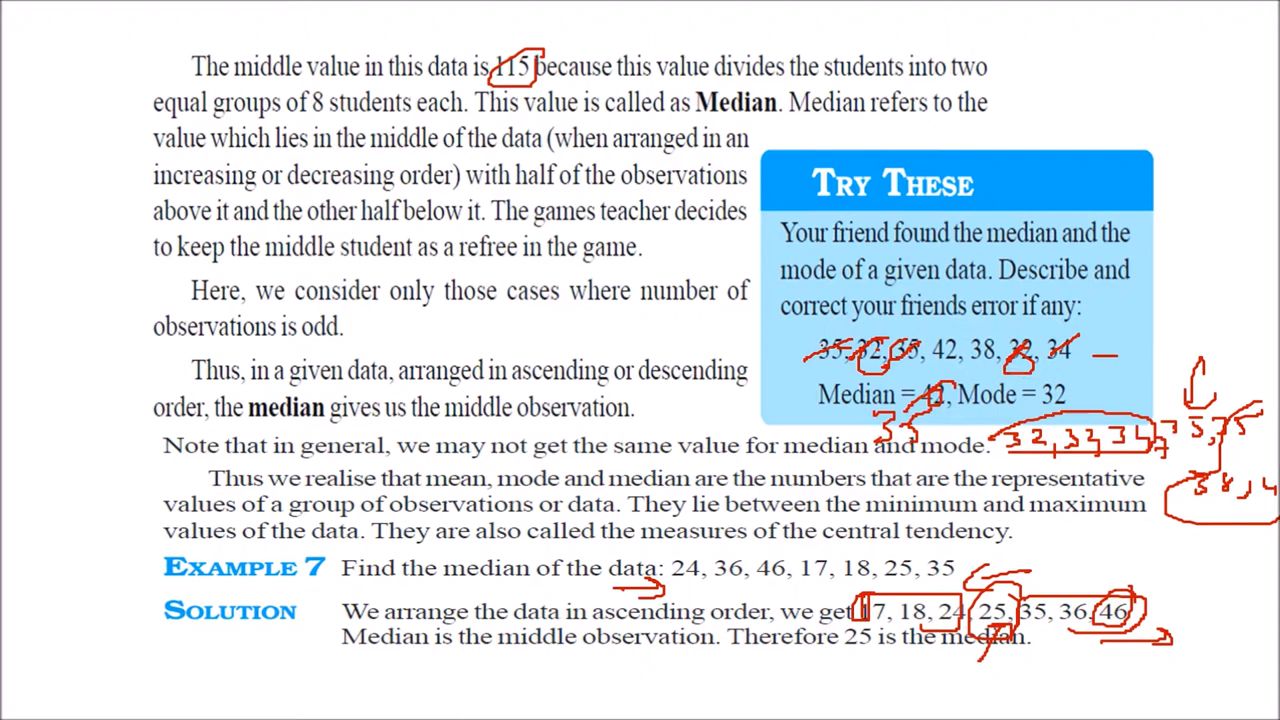 The middle value in this data is 115 because this value divides the students into two
equal groups of 8 students each. This value is called as Median. Median refers to the
value which lies in the middle of the data (when arranged in an
increasing or decreasing order) with half of the observations
above it and the other half below it. The games teacher decides
to keep the middle student as a refree in the game.
Here, we consider only those cases where number of
observations is odd.
Thus, in a given data, arranged in ascending or descending
order, the median gives us the middle observation.
TRY THESE
Your friend found the median and the
mode of a given data. Describe and
correct your friends error if any:
35, 32, 35, 42, 38, 32, 34
Median = 42, Mode = 32
35
32, 32, 34, 35, 35
38, 4
Note that in general, we may not get the same value for median and mode.
Thus we realise that mean, mode and median are the numbers that are the representative
values of a group of observations or data. They lie between the minimum and maximum
values of the data. They are also called the measures of the central tendency.
EXAMPLE 7 Find the median of the data: 24, 36, 46, 17, 18, 25, 35
SOLUTION We arrange the data in ascending order, we get 17, 18, 24, 25, 35, 36, 46
Median is the middle observation. Therefore 25 is the median.